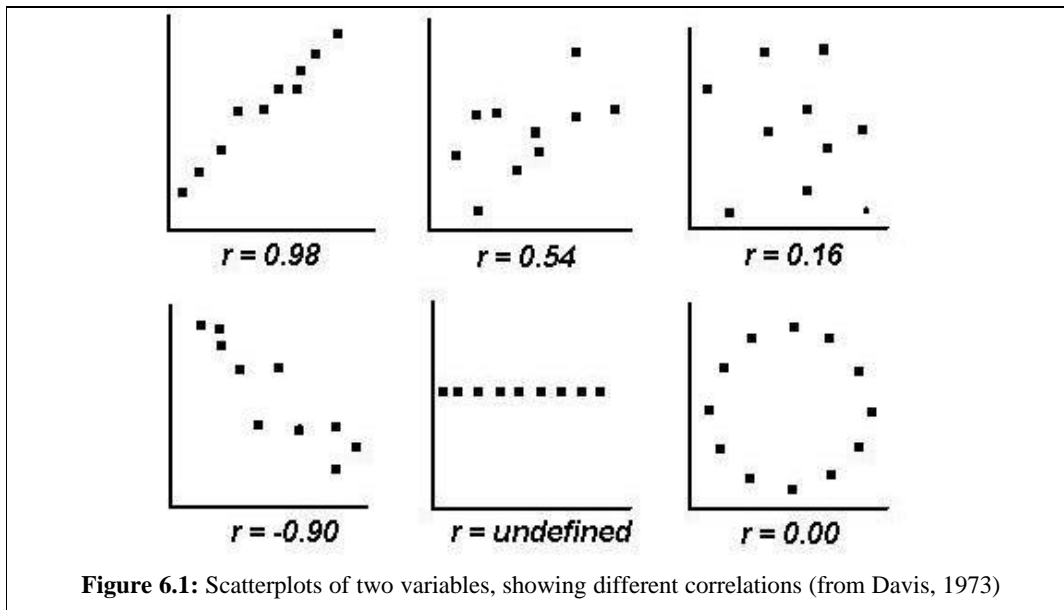 r = 0.98
r = 0.54
r = 0.16
r = -0.90
r = undefined
r = 0.00
Figure 6.1: Scatterplots of two variables, showing different correlations (from Davis, 1973)